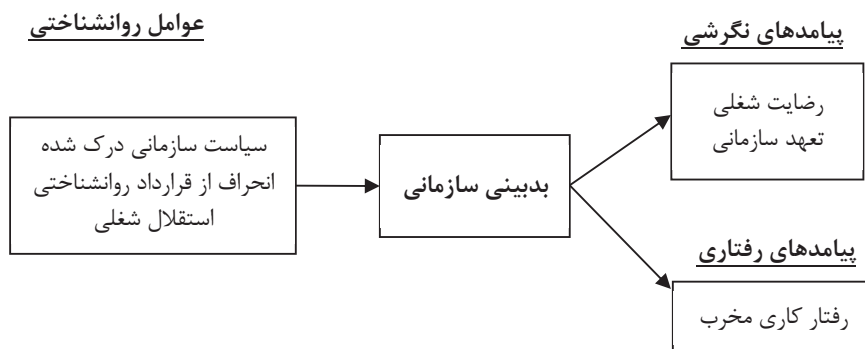 عوامل روانشناختی
پیامدهای نگرشی
رضایت شغلی
تعهد سازمانی
سیاست سازمانی درک شده
انحراف از قرارداد روانشناختی
استقلال شغلی
بدبینی سازمانی
پیامدهای رفتاری
رفتار کاری مخرب